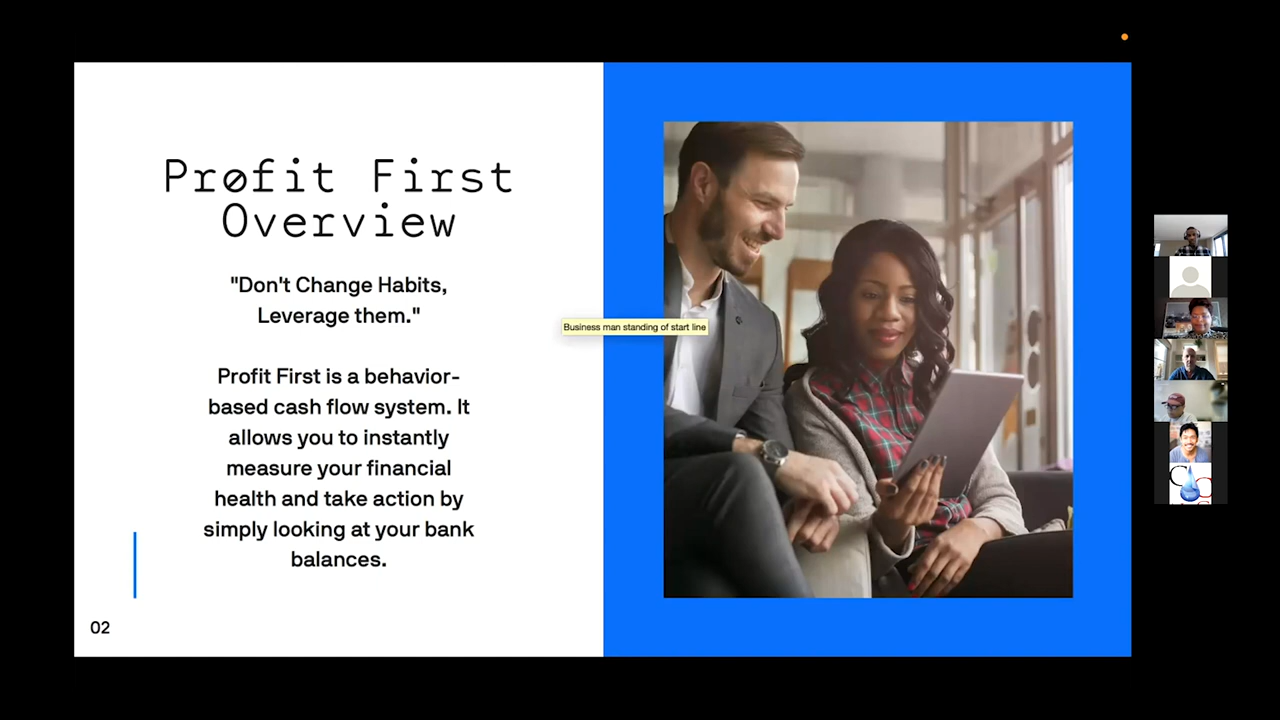 Profit First
Overview
"Don't Change Habits,
Leverage them."
Profit First is a behavior-
based cash flow system. It
allows you to instantly
measure your financial
health and take action by
simply looking at your bank
balances.
02
Business man standing of start line